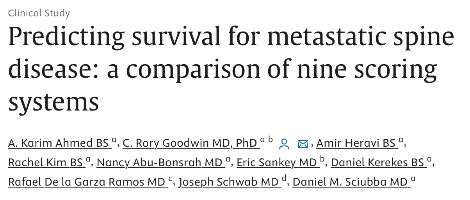 Clinical Study
Predicting survival for metastatic spine
disease: a comparison of nine scoring
systems
A. Karim Ahmed BS a, C. Rory Goodwin MD, PhD a b, Amir Heravi BS a,
Rachel Kim BS a, Nancy Abu-Bonsrah MD a, Eric Sankey MD b, Daniel Kerekes BS a,
Rafael De la Garza Ramos MD c, Joseph Schwab MD d, Daniel M. Sciubba MD a